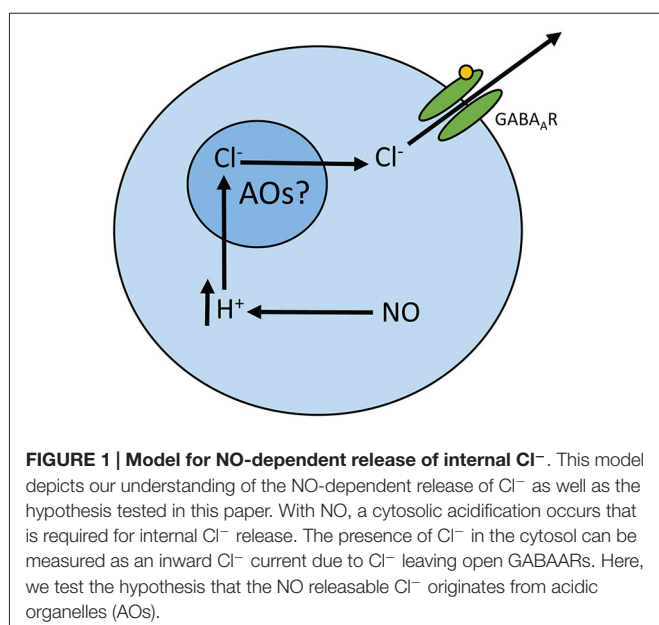 GABA_AR
Cl⁻
Cl⁻
AOs?
H⁺
NO
FIGURE 1 | Model for NO-dependent release of internal Cl⁻. This model
depicts our understanding of the NO-dependent release of Cl⁻ as well as the
hypothesis tested in this paper. With NO, a cytosolic acidification occurs that
is required for internal Cl⁻ release. The presence of Cl⁻ in the cytosol can be
measured as an inward Cl⁻ current due to Cl⁻ leaving open GABAARs. Here,
we test the hypothesis that the NO releasable Cl⁻ originates from acidic
organelles (AOs).